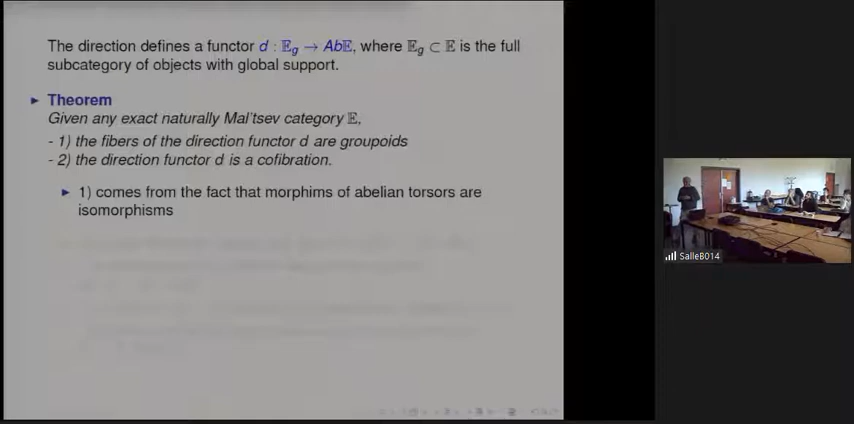 The direction defines a functor d : 𝔼g → Ab𝔼, where 𝔼g ⊂ 𝔼 is the full
subcategory of objects with global support.
► Theorem
Given any exact naturally Mal'tsev category 𝔼,
- 1) the fibers of the direction functor d are groupoids
- 2) the direction functor d is a cofibration.
► 1) comes from the fact that morphims of abelian torsors are
isomorphisms
SalleB014